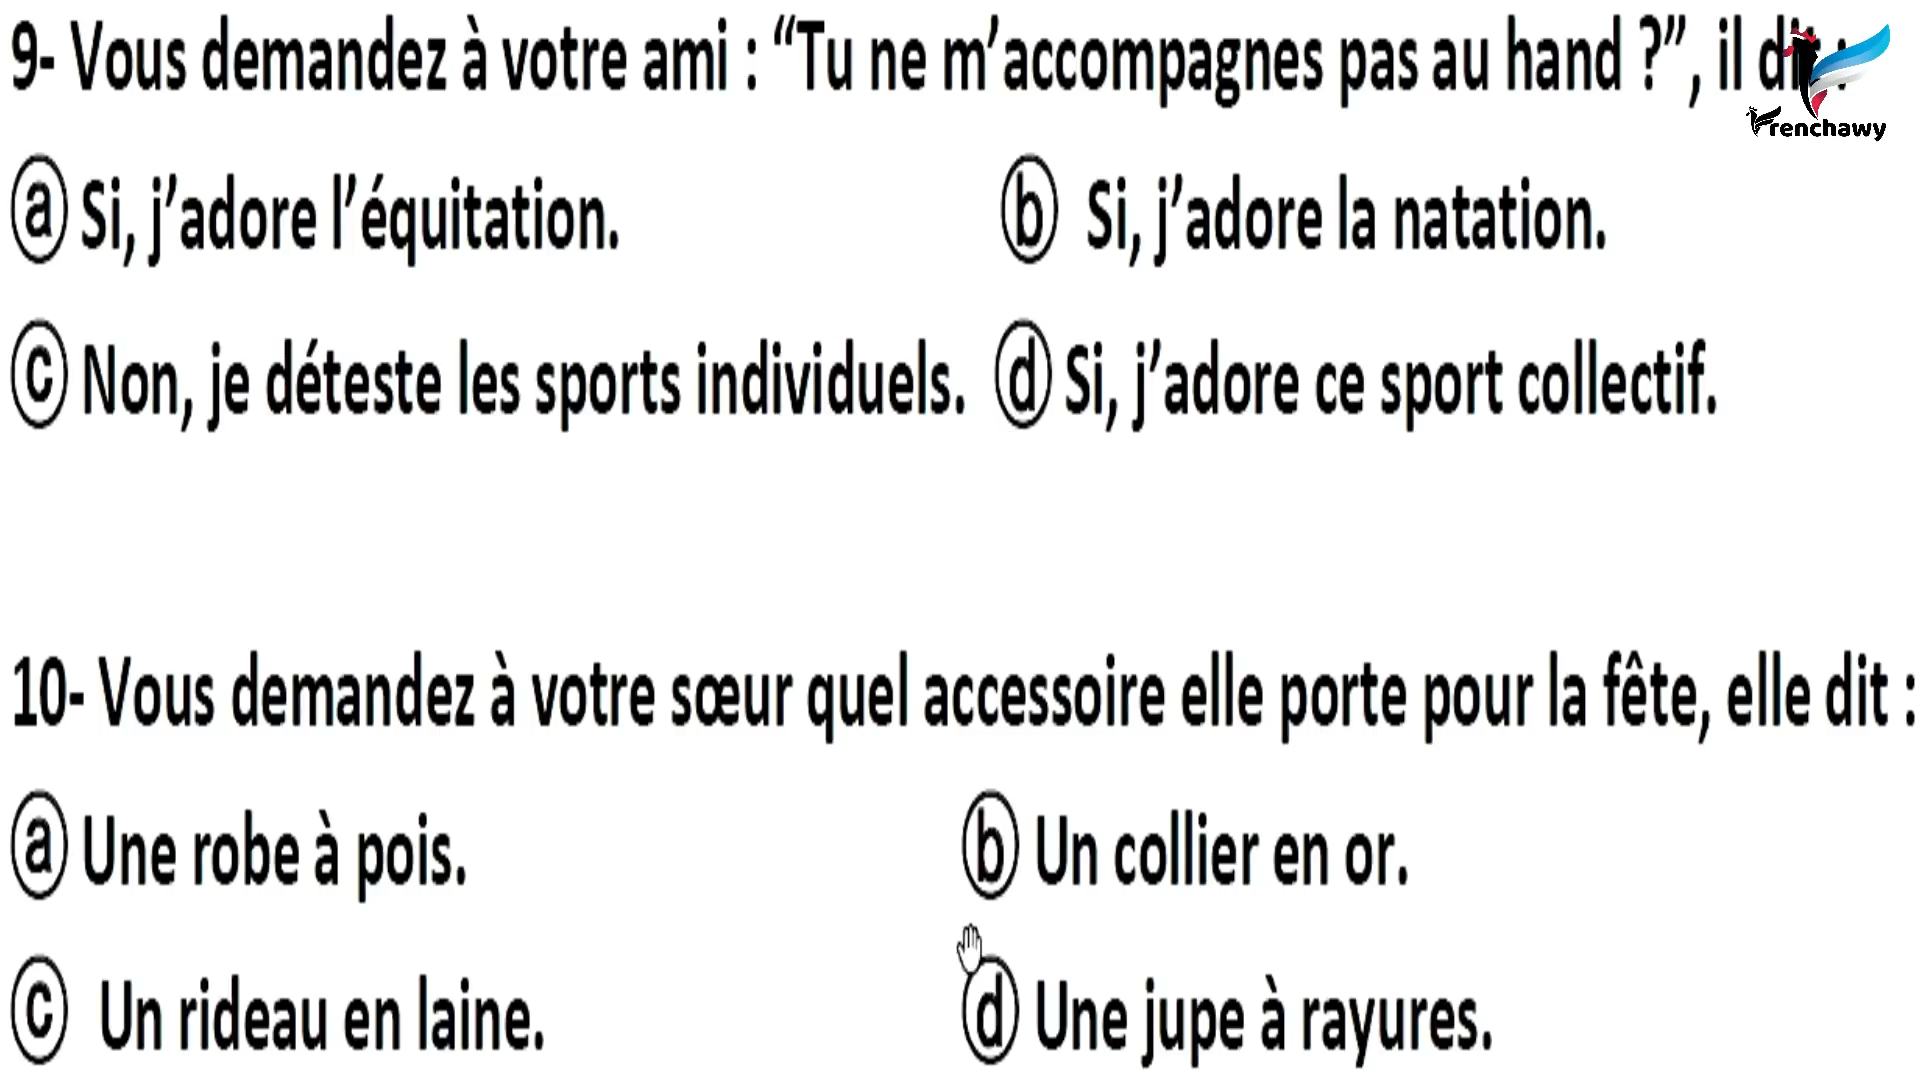 9- Vous demandez à votre ami : “Tu ne m’accompagnes pas au hand ?”, il dit :
Frenchawy
ⓐ Si, j’adore l’équitation. ⓑ Si, j’adore la natation.
ⓒ Non, je déteste les sports individuels. ⓓ Si, j’adore ce sport collectif.
10- Vous demandez à votre sœur quel accessoire elle porte pour la fête, elle dit :
ⓐ Une robe à pois. ⓑ Un collier en or.
ⓒ Un rideau en laine. ⓓ Une jupe à rayures.